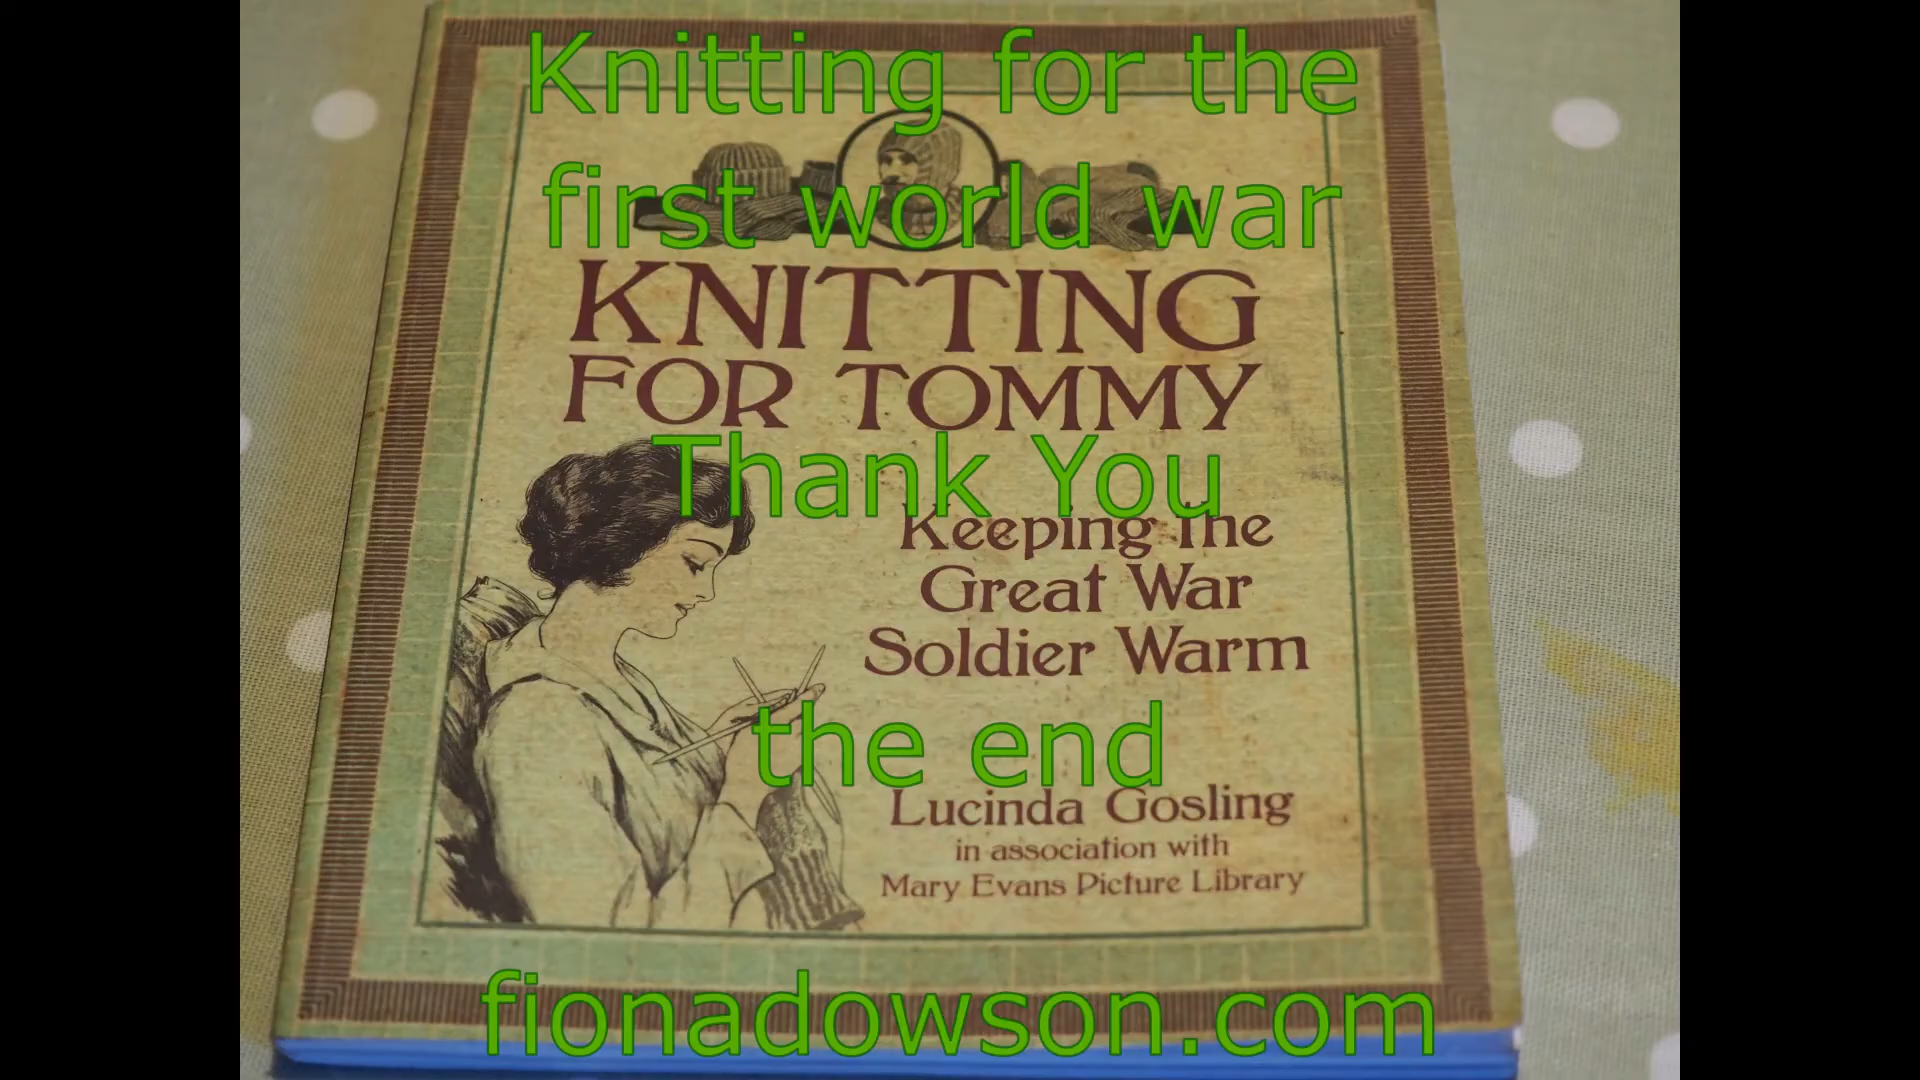 Knitting for the
first world war
KNITTING
FOR TOMMY
Thank You
Keeping the
Great War
Soldier Warm
the end
Lucinda Gosling
in association with
Mary Evans Picture Library
fionadowson.com